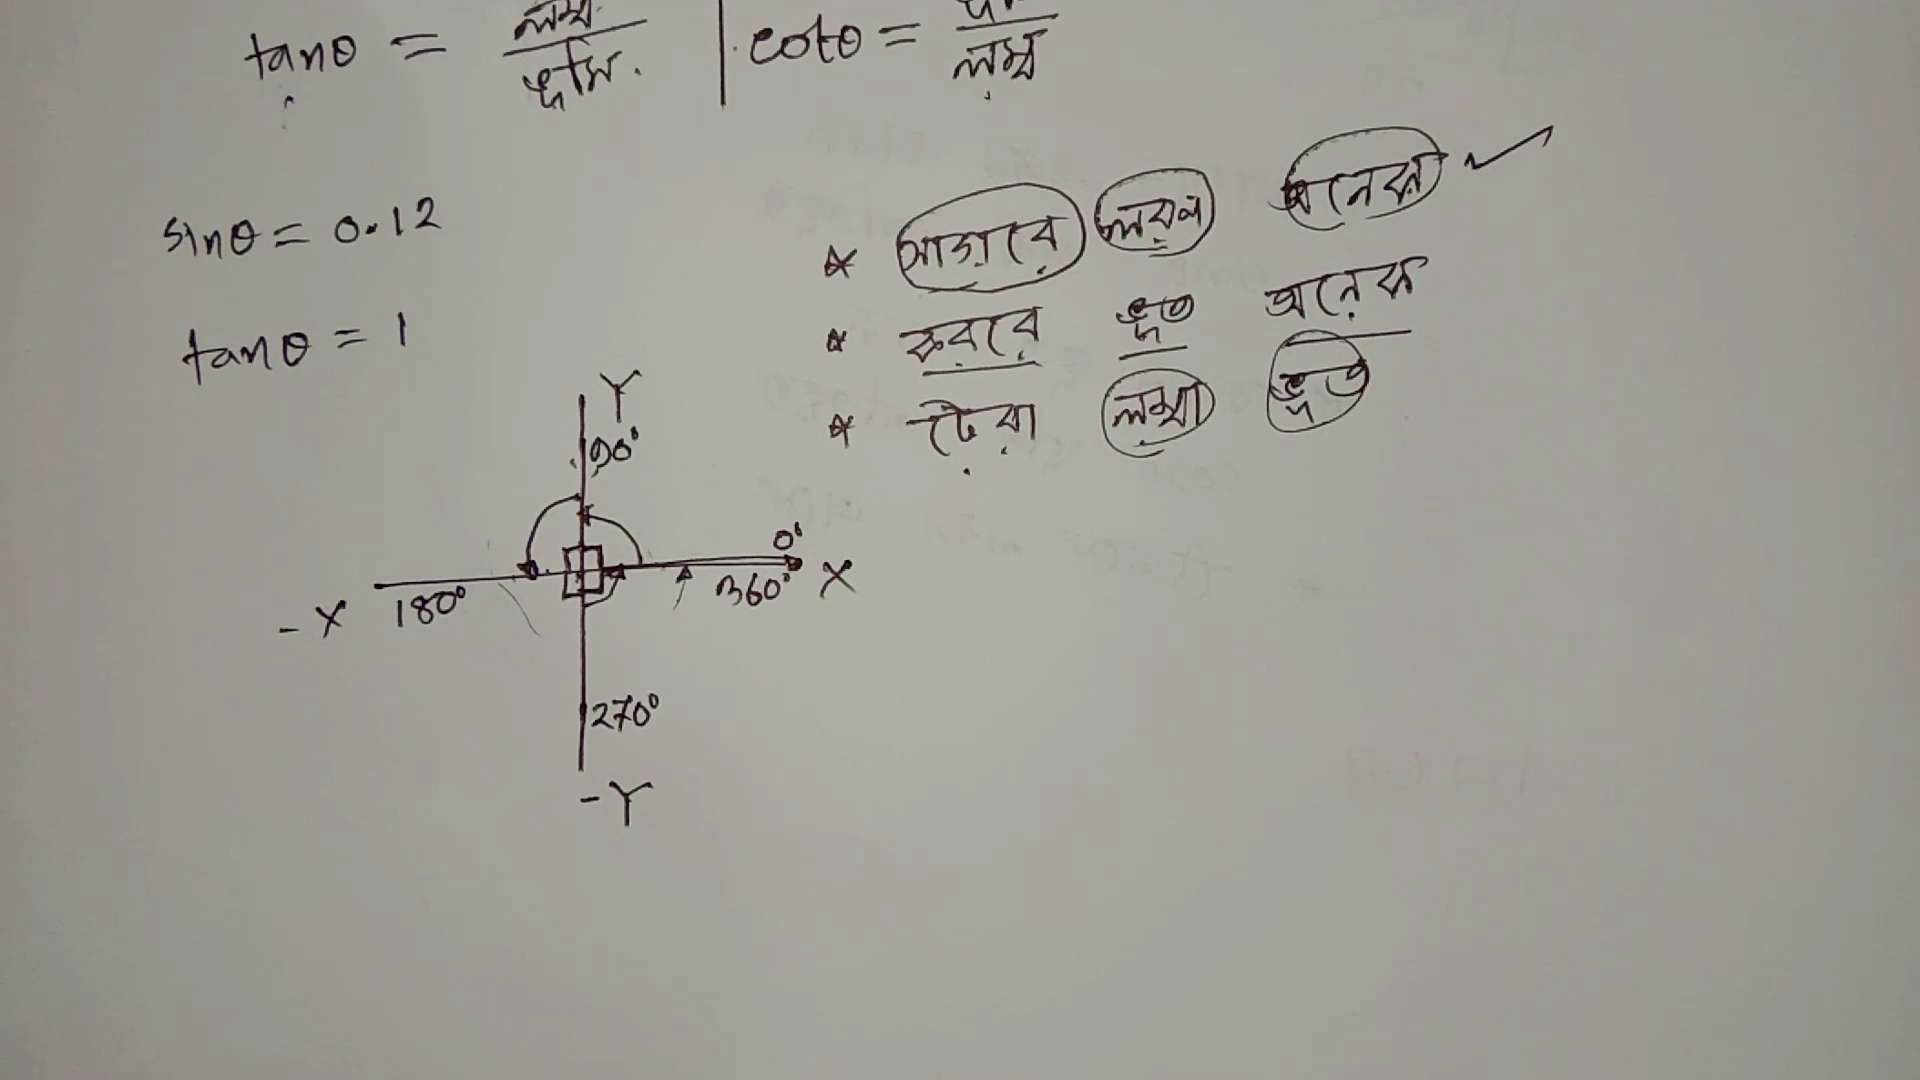 tanθ = লম্ব / ভূমি. | cotθ = / লম্ব
sinθ = 0.12
tanθ = 1
* সাগরে লবন অনেক ✓
* কবরে ভূত অনেক
* টেরা লম্বা ভূত
Y
90°
0°
360° X
-X 180°
270°
-Y